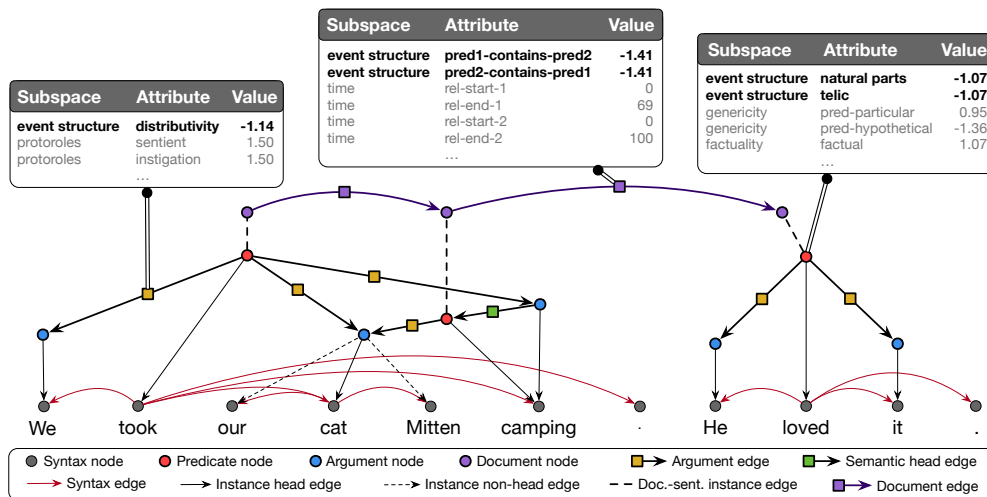 Subspace Attribute Value
event structure pred1-contains-pred2 -1.41
event structure pred2-contains-pred1 -1.41
time rel-start-1 0
time rel-end-1 69
time rel-start-2 0
time rel-end-2 100
...
Subspace Attribute Value
event structure natural parts -1.07
event structure telic -1.07
genericity pred-particular 0.95
genericity pred-hypothetical -1.36
factuality factual 1.07
...
Subspace Attribute Value
event structure distributivity -1.14
protoroles sentient 1.50
protoroles instigation 1.50
...
We took our cat Mitten camping . He loved it .
Syntax node Predicate node Argument node Document node Argument edge Semantic head edge
Syntax edge Instance head edge Instance non-head edge Doc.-sent. instance edge Document edge